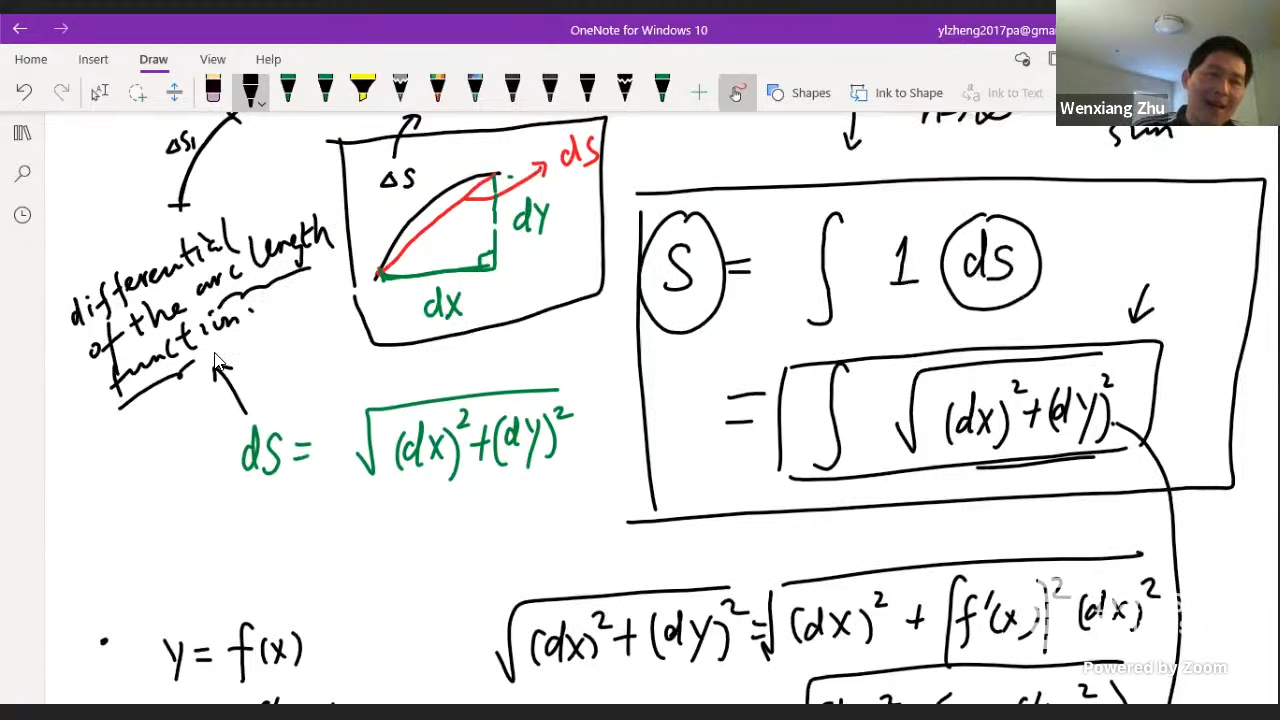 OneNote for Windows 10
ylzheng2017pa@gma
Home Insert Draw View Help
Shapes Ink to Shape Ink to Text
Wenxiang Zhu
ΔS1
ΔS
dS
dY
dX
differential
of the arc length
function.
S = ∫ 1 dS
= ∫ √(dx)²+(dY)²
dS = √(dX)²+(dY)²
y = f(x)
√(dx)²+(dy)² = √(dx)² + [f'(x)]² (dx)²
Powered by Zoom